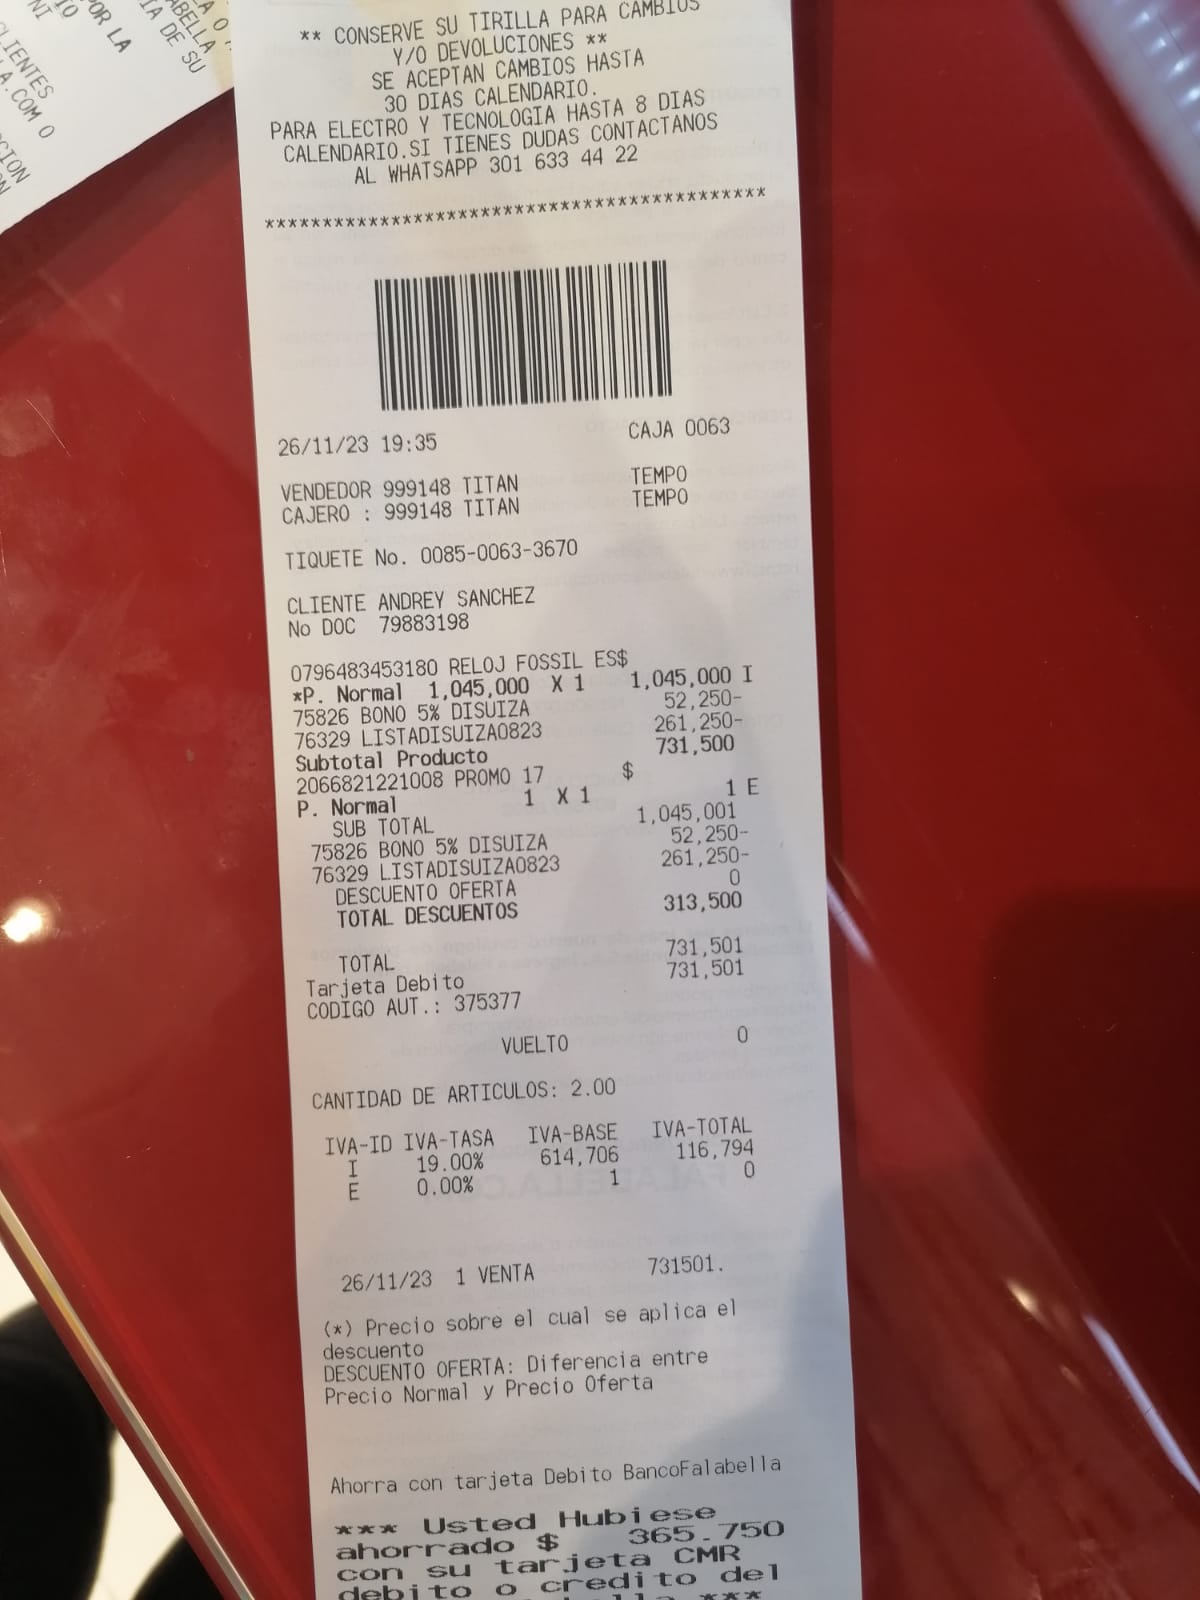 ** CONSERVE SU TIRILLA PARA CAMBIOS
Y/O DEVOLUCIONES **
SE ACEPTAN CAMBIOS HASTA
30 DIAS CALENDARIO.
PARA ELECTRO Y TECNOLOGIA HASTA 8 DIAS
CALENDARIO.SI TIENES DUDAS CONTACTANOS
AL WHATSAPP 301 633 44 22
*******************************************
26/11/23 19:35 CAJA 0063
VENDEDOR 999148 TITAN TEMPO
CAJERO : 999148 TITAN TEMPO
TIQUETE No. 0085-0063-3670
CLIENTE ANDREY SANCHEZ
No DOC 79883198
0796483453180 RELOJ FOSSIL ES$
*P. Normal 1,045,000 X 1 1,045,000 I
75826 BONO 5% DISUIZA 52,250-
76329 LISTADISUIZA0823 261,250-
Subtotal Producto 731,500
2066821221008 PROMO 17 $
P. Normal 1 X 1 1 E
SUB TOTAL 1,045,001
75826 BONO 5% DISUIZA 52,250-
76329 LISTADISUIZA0823 261,250-
DESCUENTO OFERTA 0
TOTAL DESCUENTOS 313,500
TOTAL 731,501
Tarjeta Debito 731,501
CODIGO AUT.: 375377
VUELTO 0
CANTIDAD DE ARTICULOS: 2.00
IVA-ID IVA-TASA IVA-BASE IVA-TOTAL
I 19.00% 614,706 116,794
E 0.00% 1 0
26/11/23 1 VENTA 731501.
(*) Precio sobre el cual se aplica el
descuento
DESCUENTO OFERTA: Diferencia entre
Precio Normal y Precio Oferta
Ahorra con tarjeta Debito BancoFalabella
*** Usted Hubiese
ahorrado $ 365.750
con su tarjeta CMR
debito o credito del
***
POR LA
DE SU
CLIENTES
.COM O